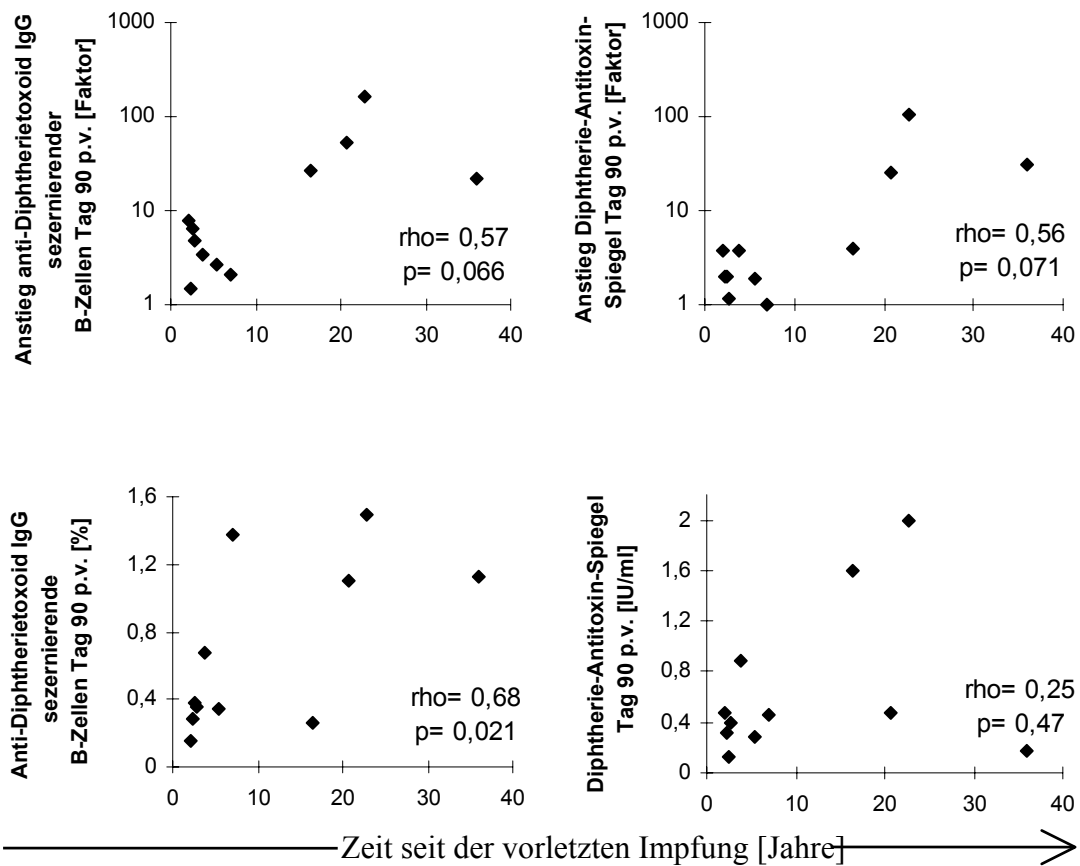 Anstieg anti-Diphtherietoxoid IgG
sezernierender
B-Zellen Tag 90 p.v. [Faktor]
1000
100
10
1
0
10
20
30
40
rho= 0,57
p= 0,066
Anstieg Diphtherie-Antitoxin-
Spiegel Tag 90 p.v. [Faktor]
1000
100
10
1
0
10
20
30
40
rho= 0,56
p= 0,071
Anti-Diphtherietoxoid IgG
sezernierende
B-Zellen Tag 90 p.v. [%]
1,6
1,2
0,8
0,4
0
0
10
20
30
40
rho= 0,68
p= 0,021
Diphtherie-Antitoxin-Spiegel
Tag 90 p.v. [IU/ml]
2
1,6
1,2
0,8
0,4
0
0
10
20
30
40
rho= 0,25
p= 0,47
Zeit seit der vorletzten Impfung [Jahre]